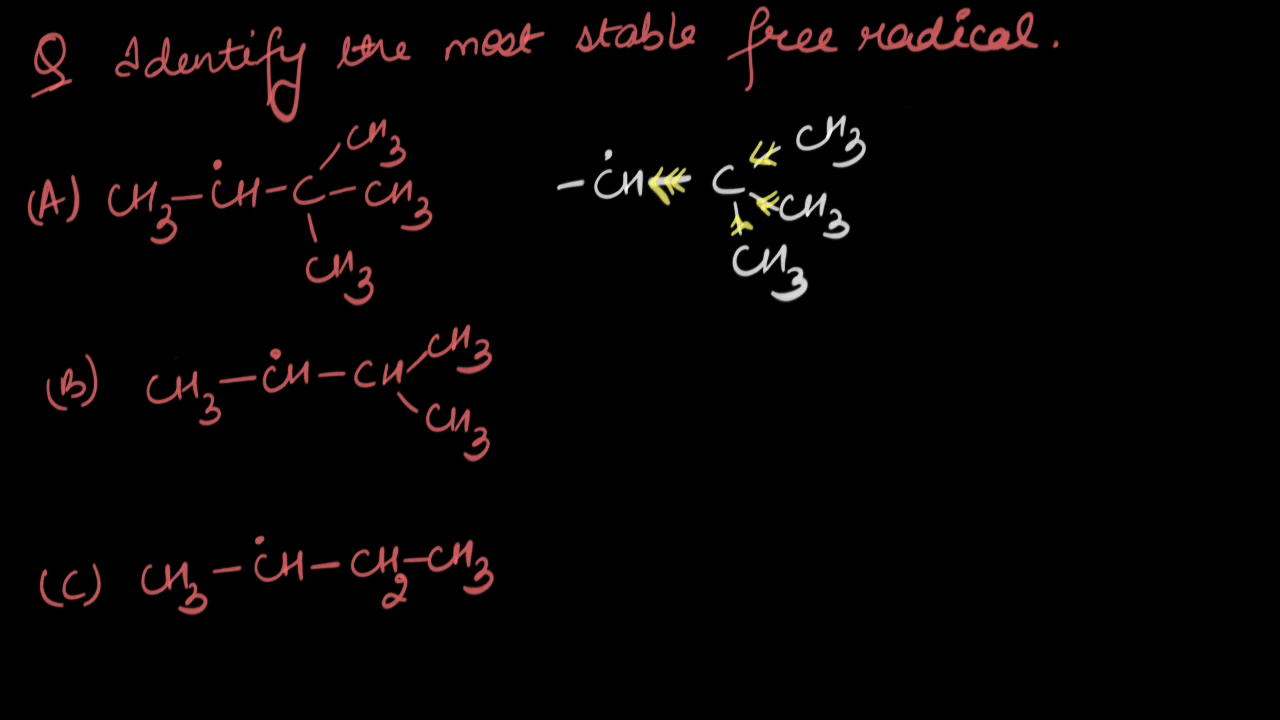 Q Identify the most stable free radical.
CH3
CH3
(A) CH3 - ĊH - C - CH3
- ĊH C CH3
CH3
CH3
CH3
(B) CH3 - ĊH - CH
CH3
(C) CH3 - ĊH - CH2 - CH3